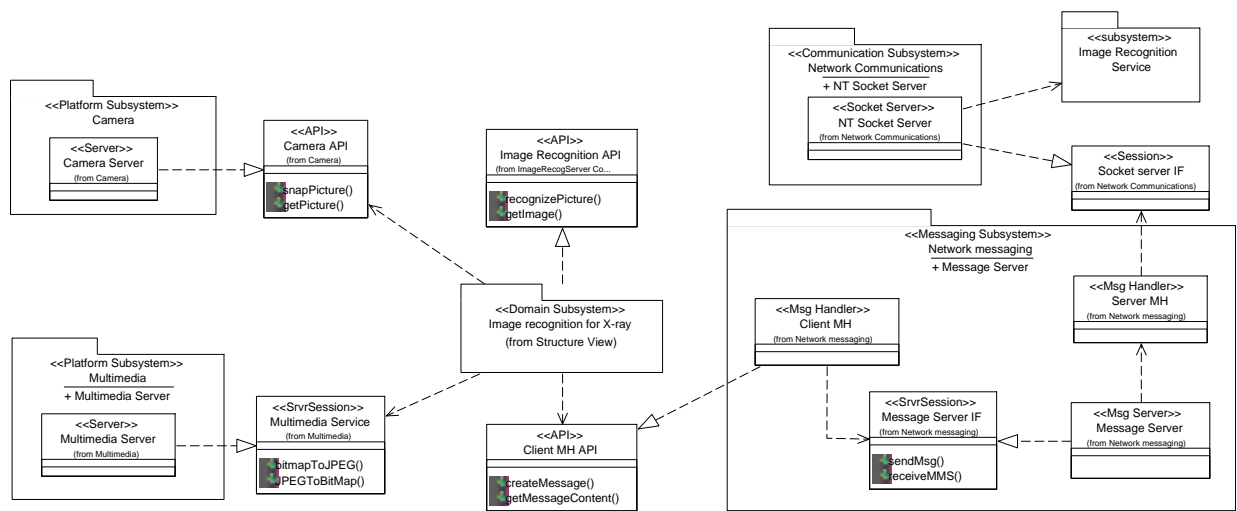 <<Platform Subsystem>>
Camera
<<Server>>
Camera Server
(from Camera)
<<API>>
Camera API
(from Camera)
snapPicture()
getPicture()
<<API>>
Image Recognition API
(from ImageRecogServer Co...
recognizePicture()
getImage()
<<Communication Subsystem>>
Network Communications
+ NT Socket Server
<<Socket Server>>
NT Socket Server
(from Network Communications)
<<subsystem>>
Image Recognition
Service
<<Session>>
Socket server IF
(from Network Communications)
<<Domain Subsystem>>
Image recognition for X-ray
(from Structure View)
<<Messaging Subsystem>>
Network messaging
+ Message Server
<<Msg Handler>>
Client MH
(from Network messaging)
<<Msg Handler>>
Server MH
(from Network messaging)
<<Platform Subsystem>>
Multimedia
+ Multimedia Server
<<Server>>
Multimedia Server
(from Multimedia)
<<SrvrSession>>
Multimedia Service
(from Multimedia)
bitmapToJPEG()
JPEGToBitMap()
<<API>>
Client MH API
createMessage()
getMessageContent()
<<SrvrSession>>
Message Server IF
(from Network messaging)
sendMsg()
receiveMMS()
<<Msg Server>>
Message Server
(from Network messaging)